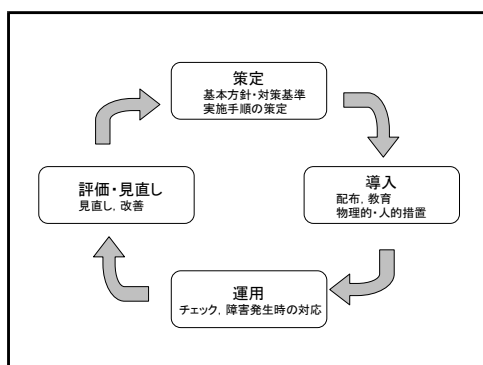 策定
基本方針・対策基準
実施手順の策定
導入
配布，教育
物理的・人的措置
運用
チェック，障害発生時の対応
評価・見直し
見直し，改善